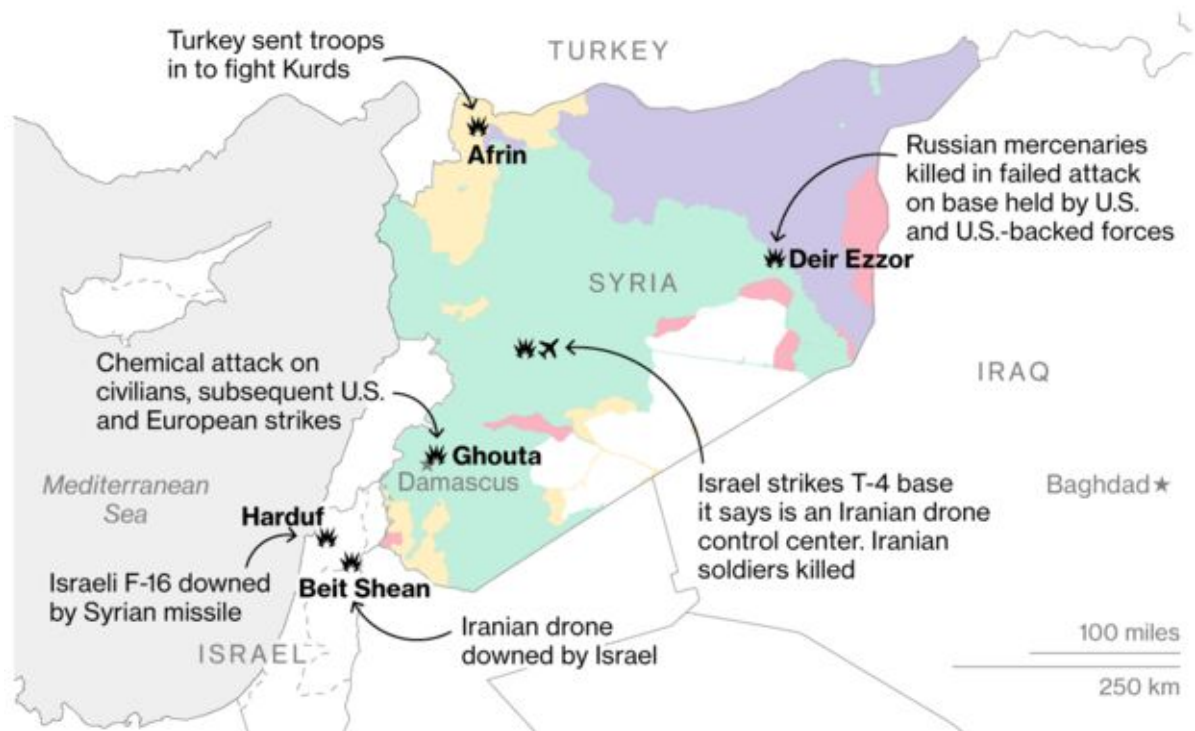 Turkey sent troops
in to fight Kurds
TURKEY
Afrin
Russian mercenaries
killed in failed attack
on base held by U.S.
and U.S.-backed forces
Deir Ezzor
SYRIA
Chemical attack on
civilians, subsequent U.S.
and European strikes
IRAQ
Ghouta
Damascus
Mediterranean
Sea
Israel strikes T-4 base
it says is an Iranian drone
control center. Iranian
soldiers killed
Baghdad
Harduf
Israeli F-16 downed
by Syrian missile
Beit Shean
Iranian drone
downed by Israel
ISRAEL
100 miles
250 km